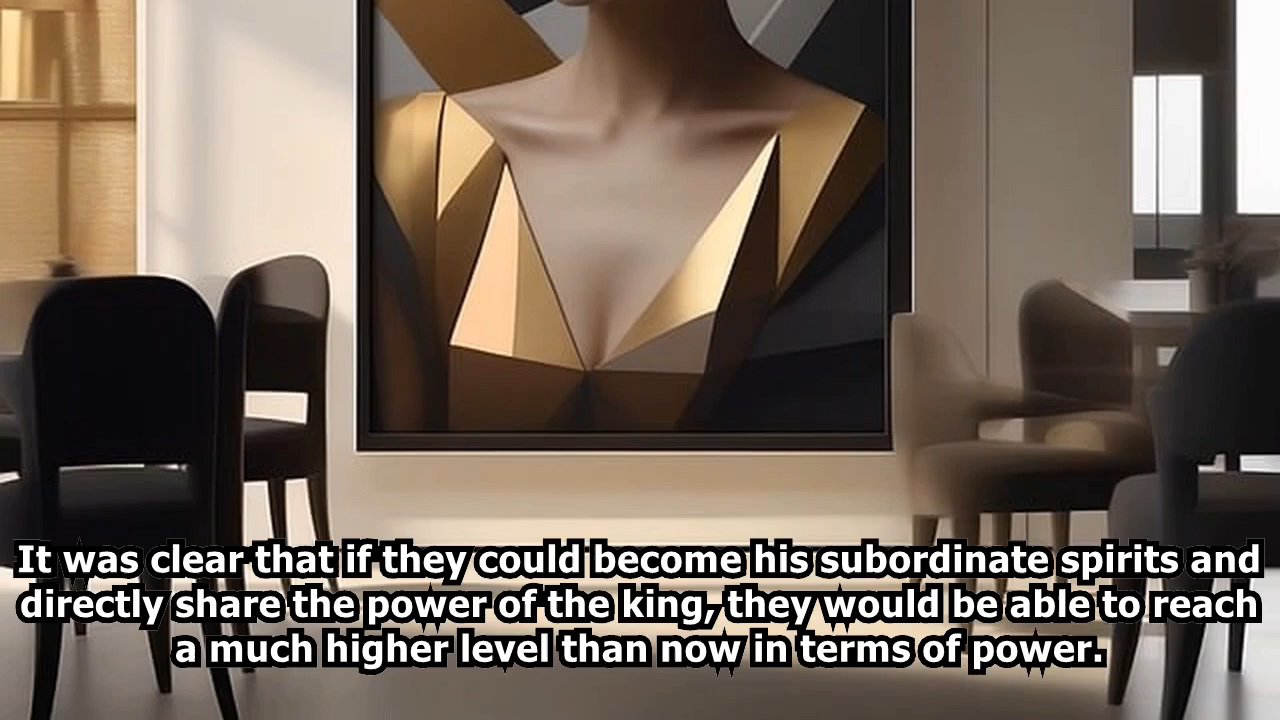 It was clear that if they could become his subordinate spirits and
directly share the power of the king, they would be able to reach
a much higher level than now in terms of power.